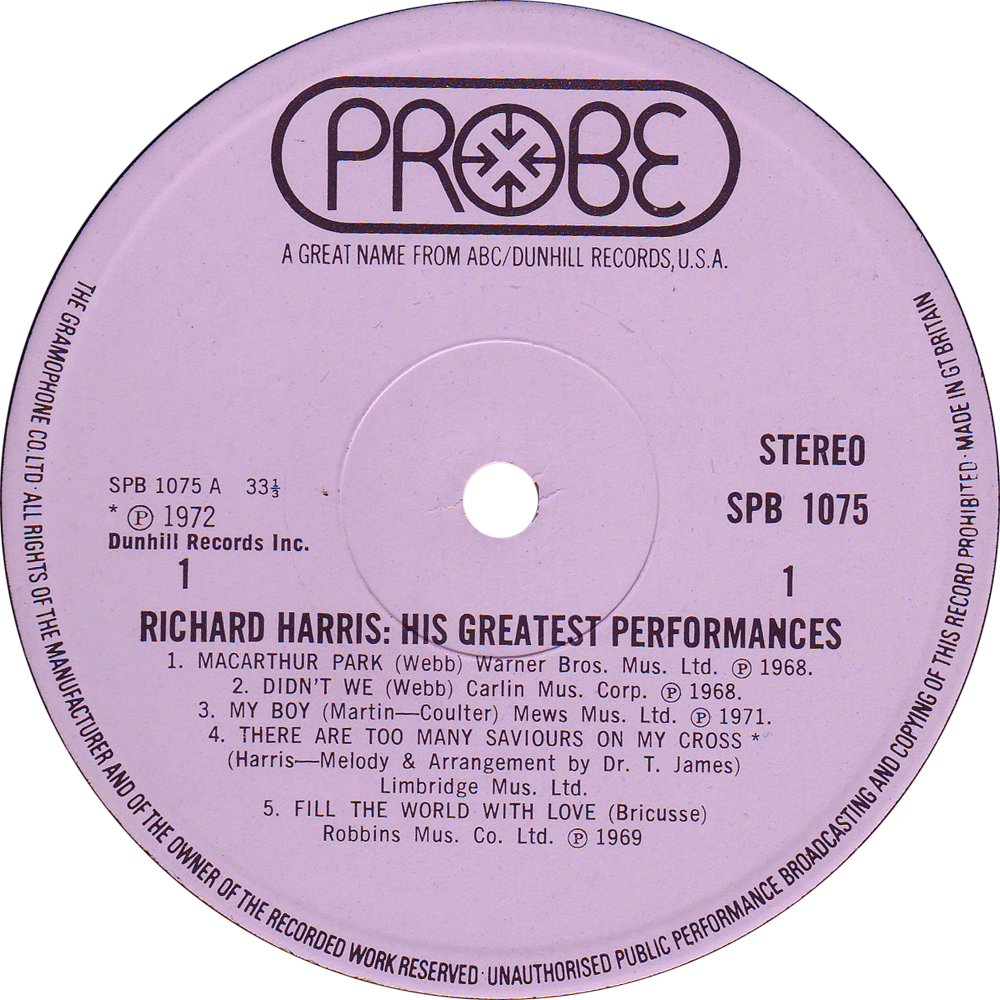 PROBE
A GREAT NAME FROM ABC/DUNHILL RECORDS, U.S.A.
THE GRAMOPHONE CO. LTD · ALL RIGHTS OF THE MANUFACTURER AND OF THE OWNER OF THE RECORDED WORK RESERVED · UNAUTHORISED PUBLIC PERFORMANCE BROADCASTING AND COPYING OF THIS RECORD PROHIBITED · MADE IN GT BRITAIN
STEREO
SPB 1075 A 33⅓
SPB 1075
* ℗ 1972
Dunhill Records Inc.
1
1
RICHARD HARRIS: HIS GREATEST PERFORMANCES
1. MACARTHUR PARK (Webb) Warner Bros. Mus. Ltd. ℗ 1968.
2. DIDN'T WE (Webb) Carlin Mus. Corp. ℗ 1968.
3. MY BOY (Martin—Coulter) Mews Mus. Ltd. ℗ 1971.
4. THERE ARE TOO MANY SAVIOURS ON MY CROSS *
(Harris—Melody & Arrangement by Dr. T. James)
Limbridge Mus. Ltd.
5. FILL THE WORLD WITH LOVE (Bricusse)
Robbins Mus. Co. Ltd. ℗ 1969